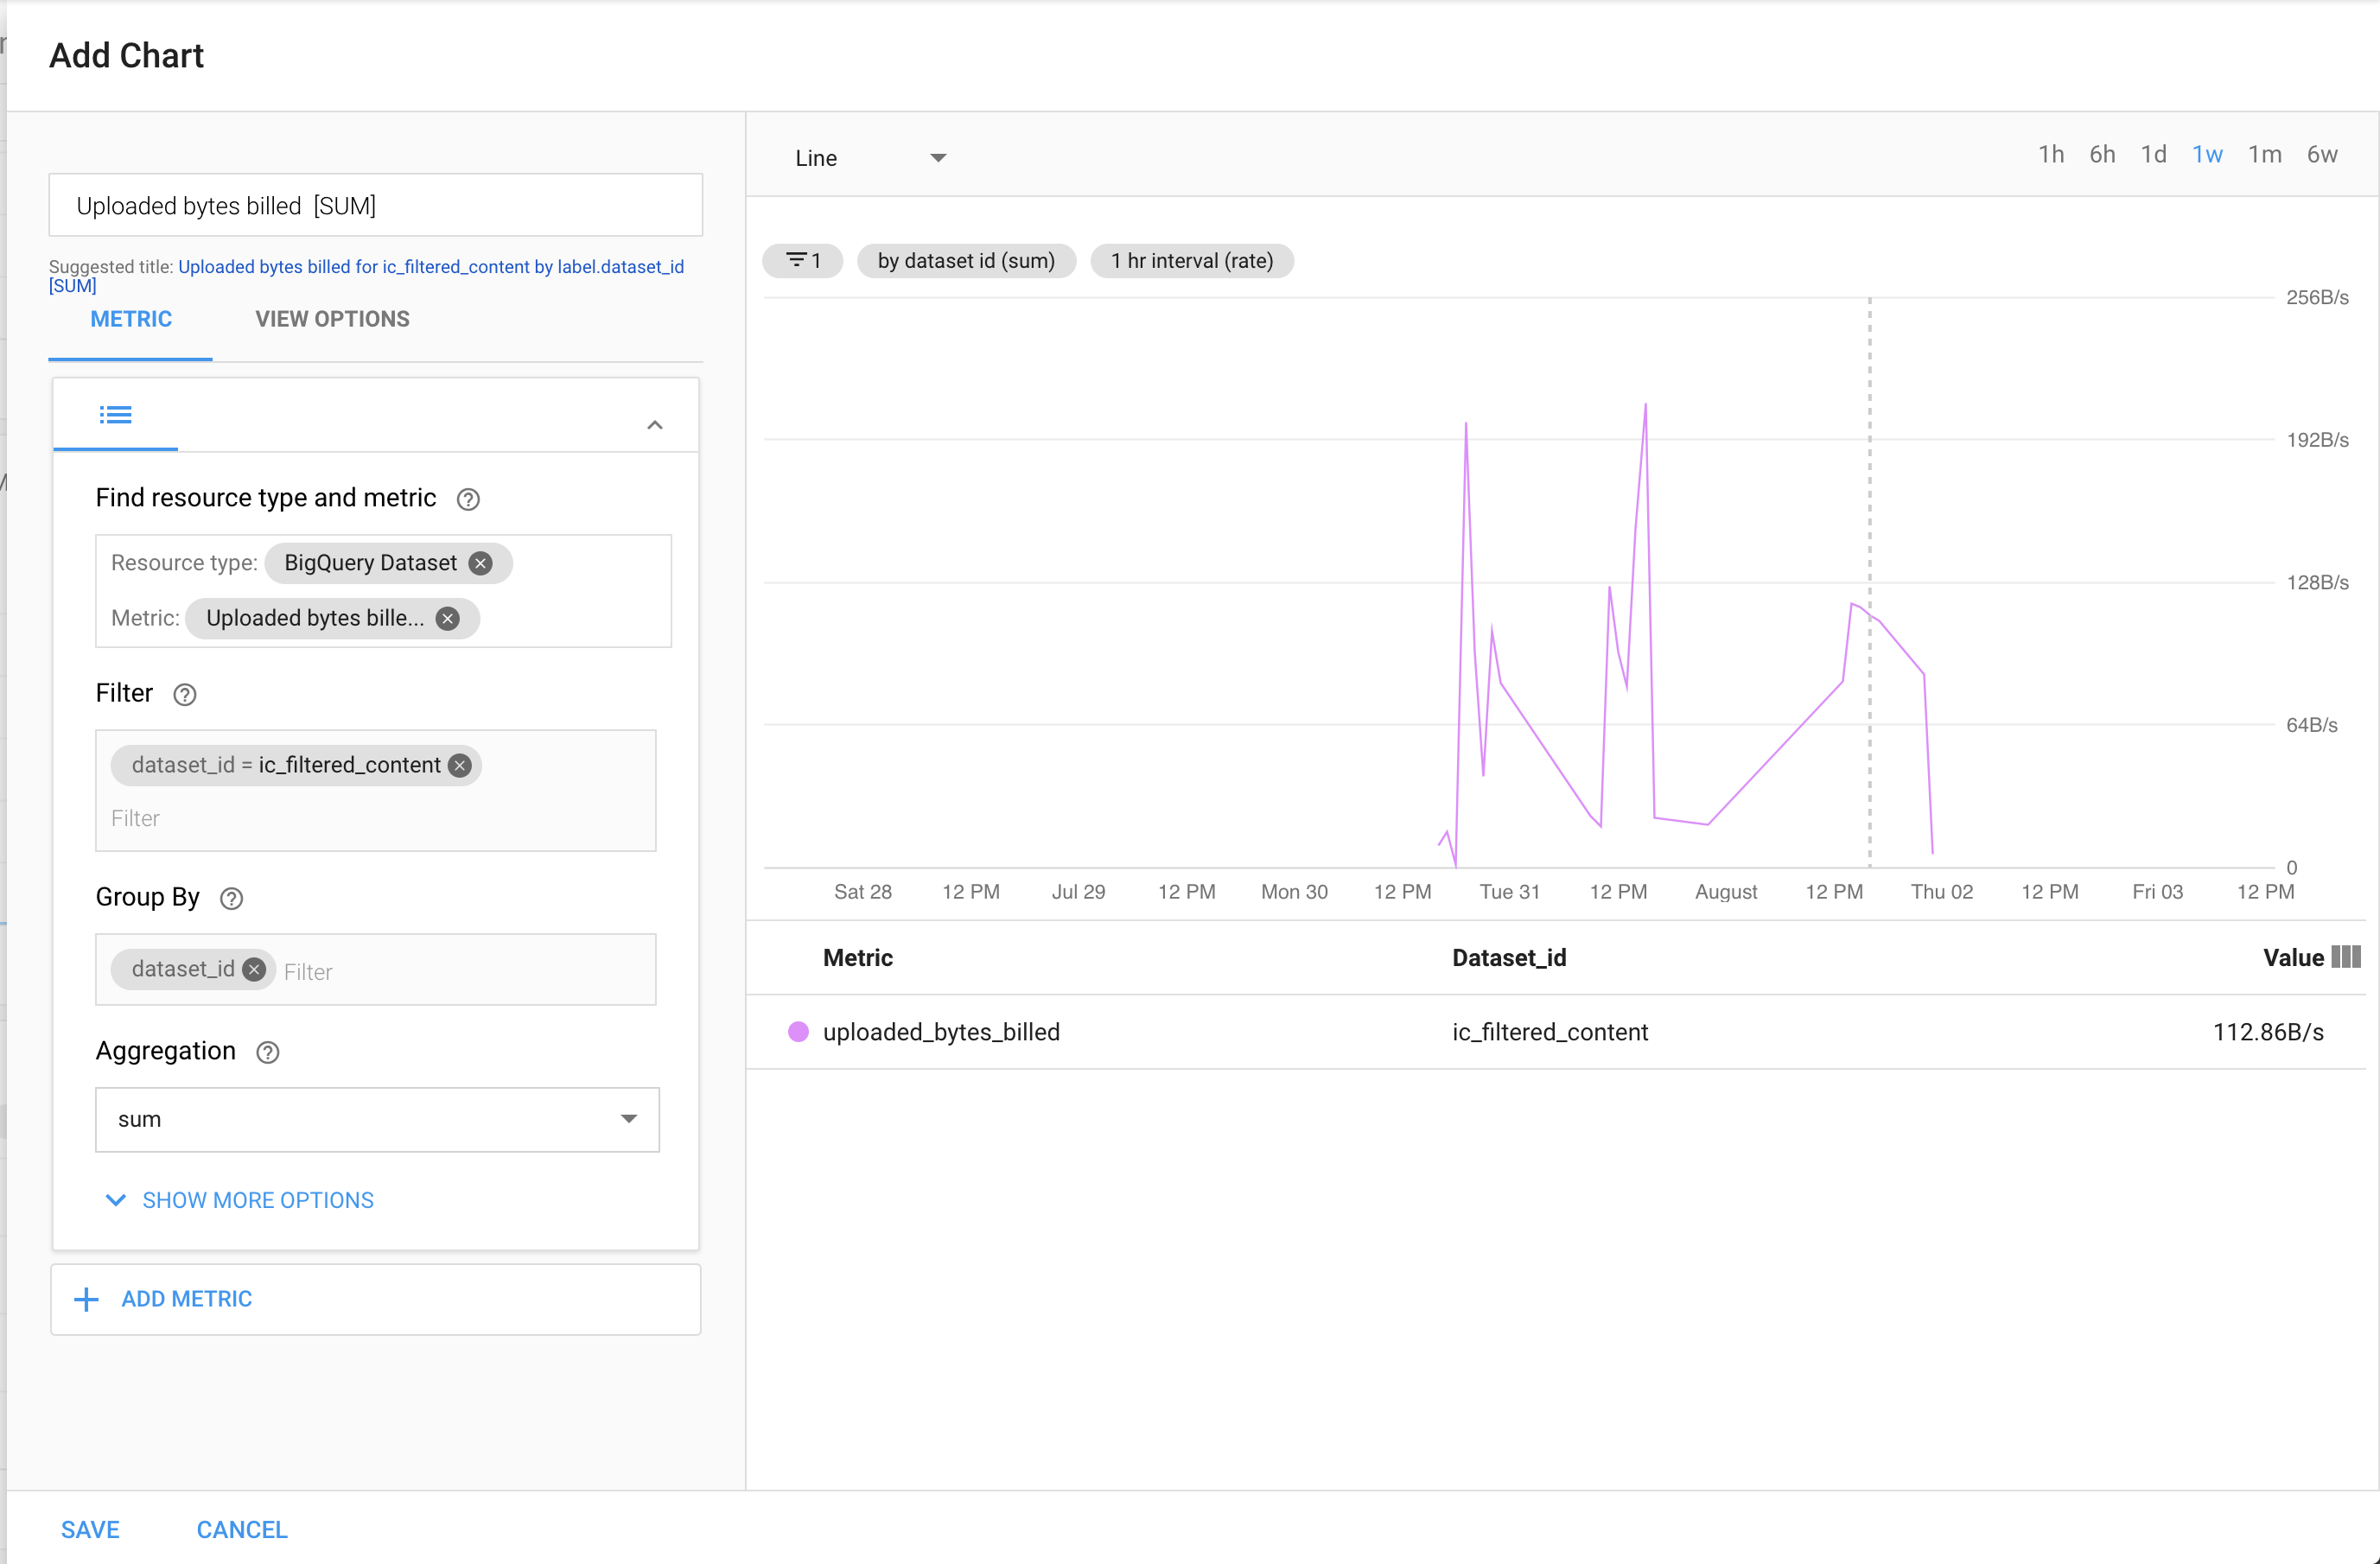 Add Chart
Uploaded bytes billed [SUM]
Suggested title: Uploaded bytes billed for ic_filtered_content by label.dataset_id
[SUM]
METRIC VIEW OPTIONS
Find resource type and metric
Resource type: BigQuery Dataset
Metric: Uploaded bytes bille...
Filter
dataset_id = ic_filtered_content
Filter
Group By
dataset_id Filter
Aggregation
sum
SHOW MORE OPTIONS
ADD METRIC
SAVE CANCEL
Line
1h 6h 1d 1w 1m 6w
1 by dataset id (sum) 1 hr interval (rate)
256B/s
192B/s
128B/s
64B/s
0
Sat 28 12 PM Jul 29 12 PM Mon 30 12 PM Tue 31 12 PM August 12 PM Thu 02 12 PM Fri 03 12 PM
Metric Dataset_id Value
uploaded_bytes_billed ic_filtered_content 112.86B/s